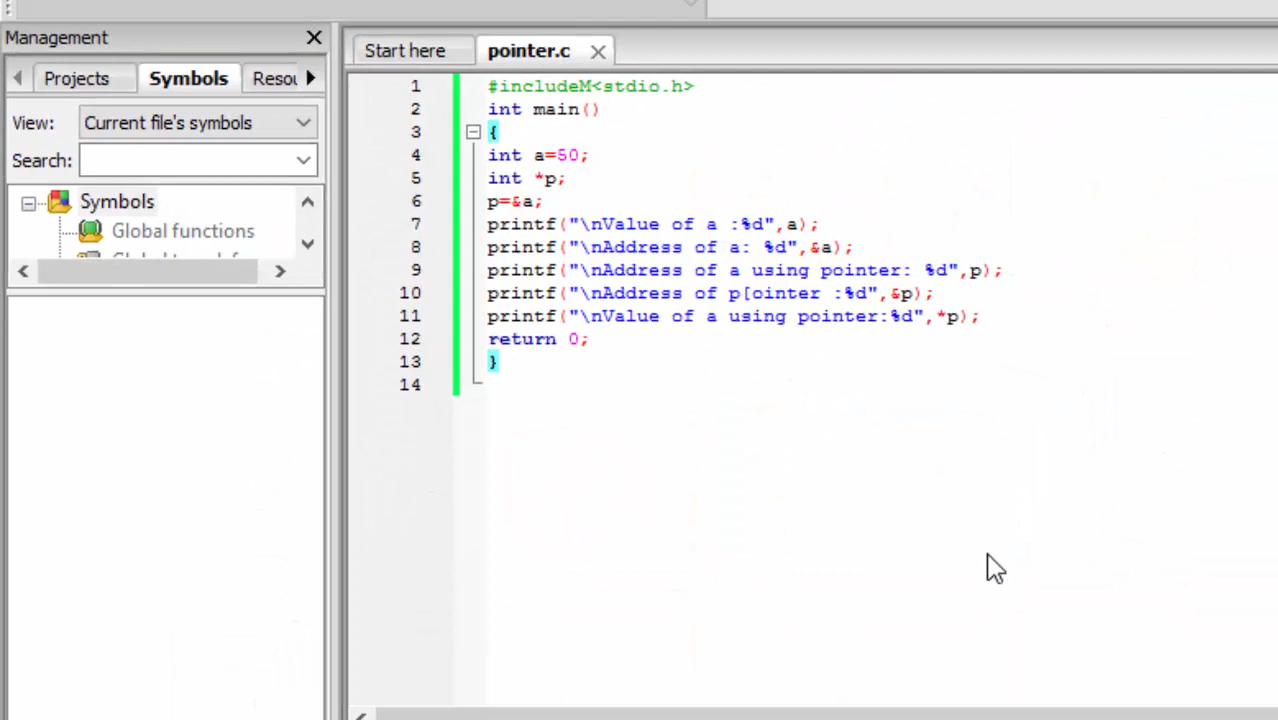 Management
Projects Symbols Resou
View: Current file's symbols
Search:
Symbols
Global functions
Start here pointer.c
1 #includeM<stdio.h>
2 int main()
3 {
4 int a=50;
5 int *p;
6 p=&a;
7 printf("\nValue of a :%d",a);
8 printf("\nAddress of a: %d",&a);
9 printf("\nAddress of a using pointer: %d",p);
10 printf("\nAddress of p[ointer :%d",&p);
11 printf("\nValue of a using pointer:%d",*p);
12 return 0;
13 }
14